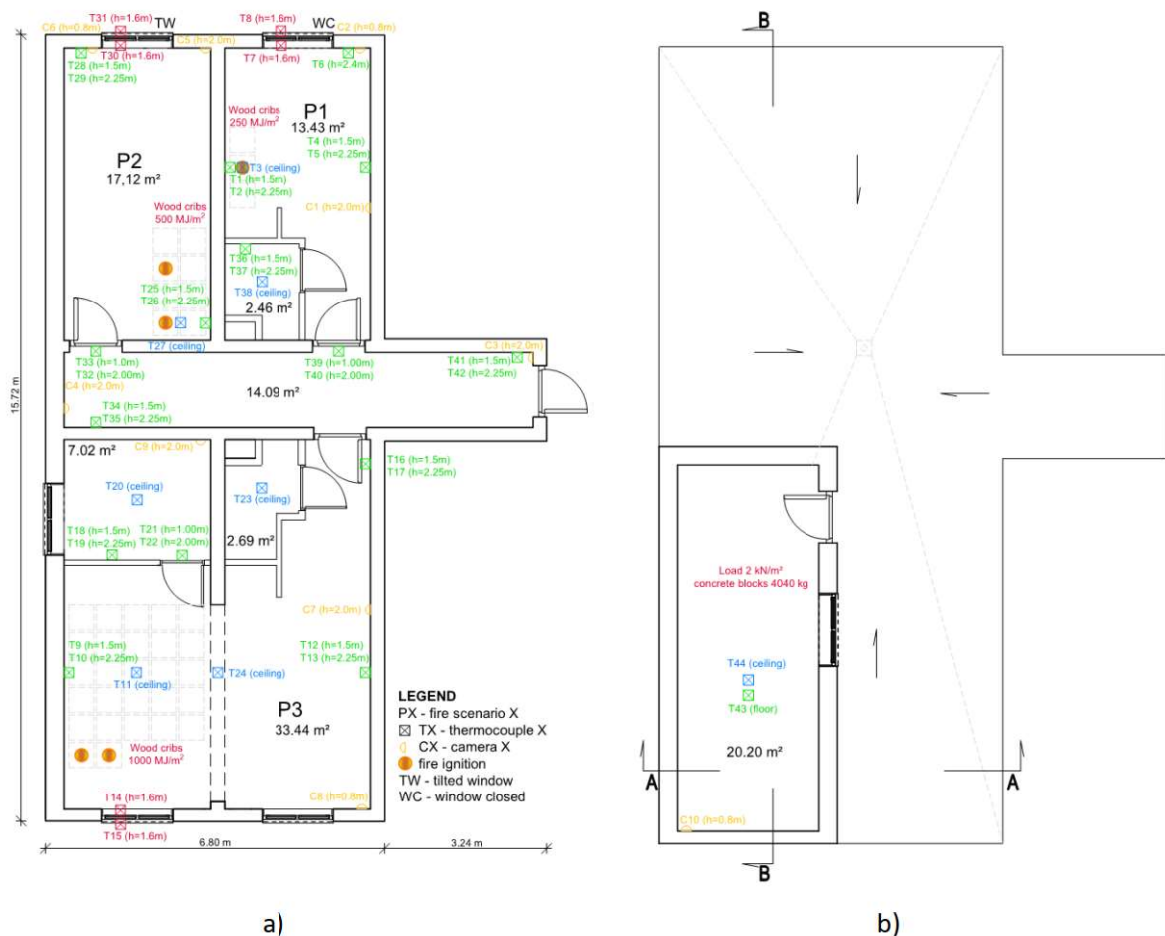 T31 (h=1.6m)
TW
T8 (h=1.6m)
WC
C2 (h=0.8m)
C6 (h=0.8m)
C5 (h=2.0m)
T30 (h=1.6m)
T7 (h=1.6m)
T6 (h=2.4m)
T28 (h=1.5m)
T29 (h=2.25m)
Wood cribs
250 MJ/m²
P1
13.43 m²
T4 (h=1.5m)
T5 (h=2.25m)
P2
17,12 m²
T3 (ceiling)
T1 (h=1.5m)
T2 (h=2.25m)
C1 (h=2.0m)
Wood cribs
500 MJ/m²
T36 (h=1.5m)
T37 (h=2.25m)
T38 (ceiling)
2.46 m²
T25 (h=1.5m)
T26 (h=2.25m)
T27 (ceiling)
T33 (h=1.0m)
T32 (h=2.00m)
T39 (h=1.00m)
T40 (h=2.00m)
C3 (h=2.0m)
T41 (h=1.5m)
T42 (h=2.25m)
C4 (h=2.0m)
14.09 m²
T34 (h=1.5m)
T35 (h=2.25m)
15.72 m
7.02 m²
C9 (h=2.0m)
T16 (h=1.5m)
T17 (h=2.25m)
T20 (ceiling)
T23 (ceiling)
T18 (h=1.5m)
T19 (h=2.25m)
T21 (h=1.00m)
T22 (h=2.00m)
2.69 m²
C7 (h=2.0m)
T9 (h=1.5m)
T10 (h=2.25m)
T12 (h=1.5m)
T13 (h=2.25m)
T11 (ceiling)
T24 (ceiling)
P3
33.44 m²
Wood cribs
1000 MJ/m²
T14 (h=1.6m)
T15 (h=1.6m)
C8 (h=0.8m)
6.80 m
3.24 m
LEGEND
PX - fire scenario X
TX - thermocouple X
CX - camera X
fire ignition
TW - tilted window
WC - window closed
a)
B
Load 2 kN/m²
concrete blocks 4040 kg
T44 (ceiling)
T43 (floor)
20.20 m²
A
A
C10 (h=0.8m)
B
b)